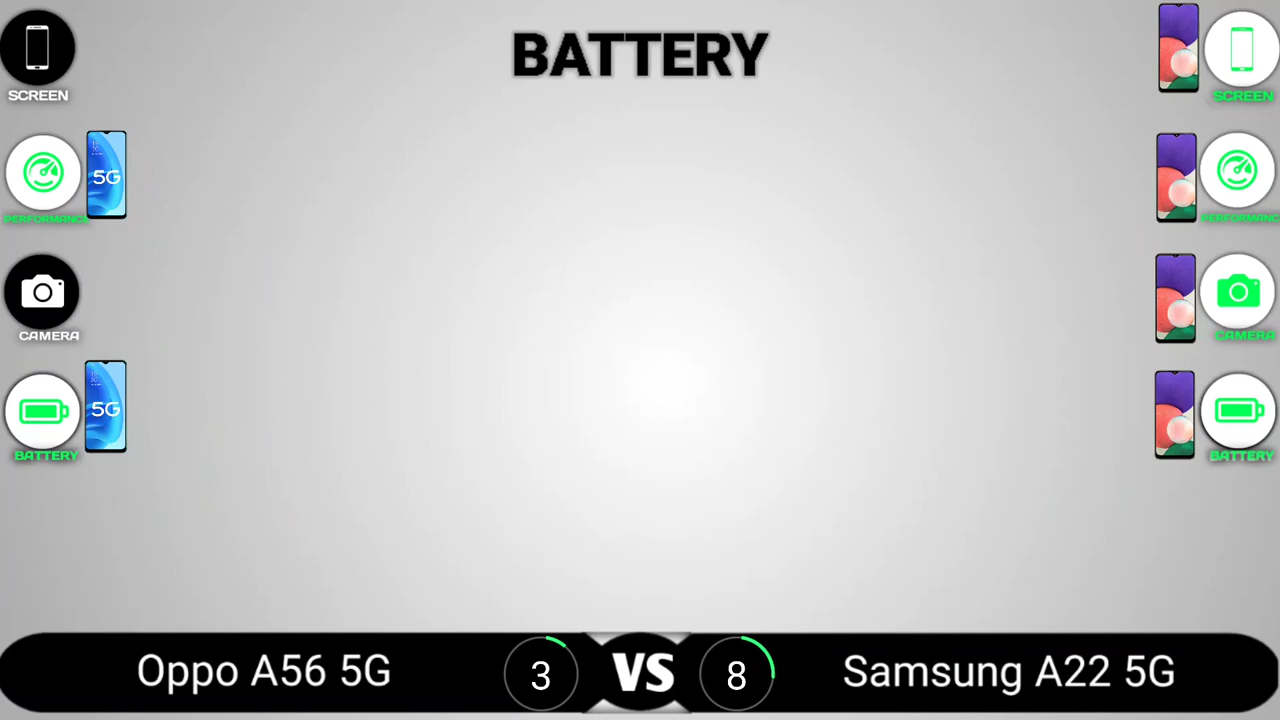 BATTERY
SCREEN
SCREEN
5G
PERFORMANCE
PERFORMANC
CAMERA
CAMERA
5G
BATTERY
BATTERY
Oppo A56 5G
3
VS
8
Samsung A22 5G